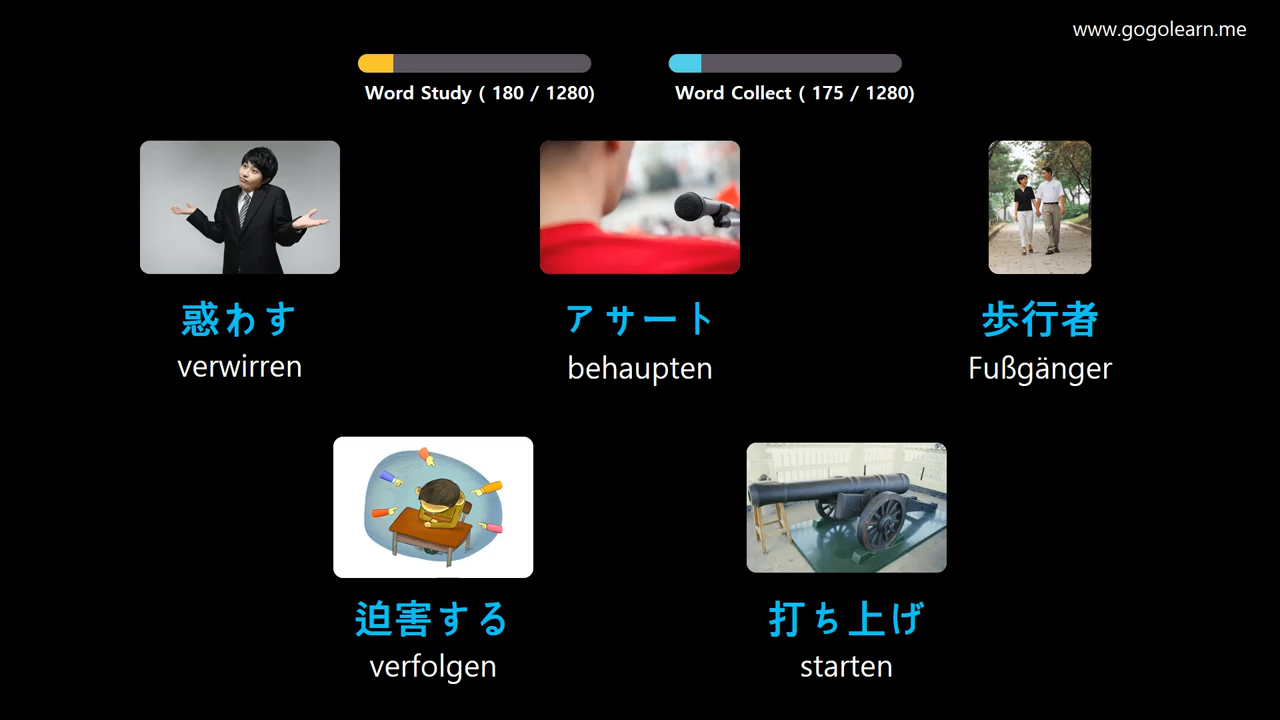 www.gogolearn.me
Word Study ( 180 / 1280)
Word Collect ( 175 / 1280)
惑わす
verwirren
アサート
behaupten
歩行者
Fußgänger
迫害する
verfolgen
打ち上げ
starten